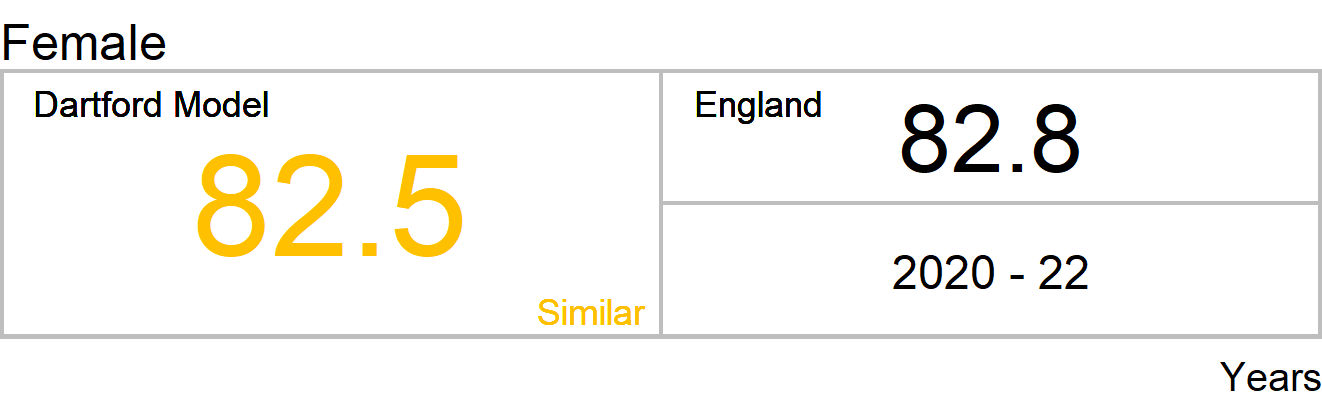 Female
Dartford Model
82.5
Similar
England
82.8
2020 - 22
Years